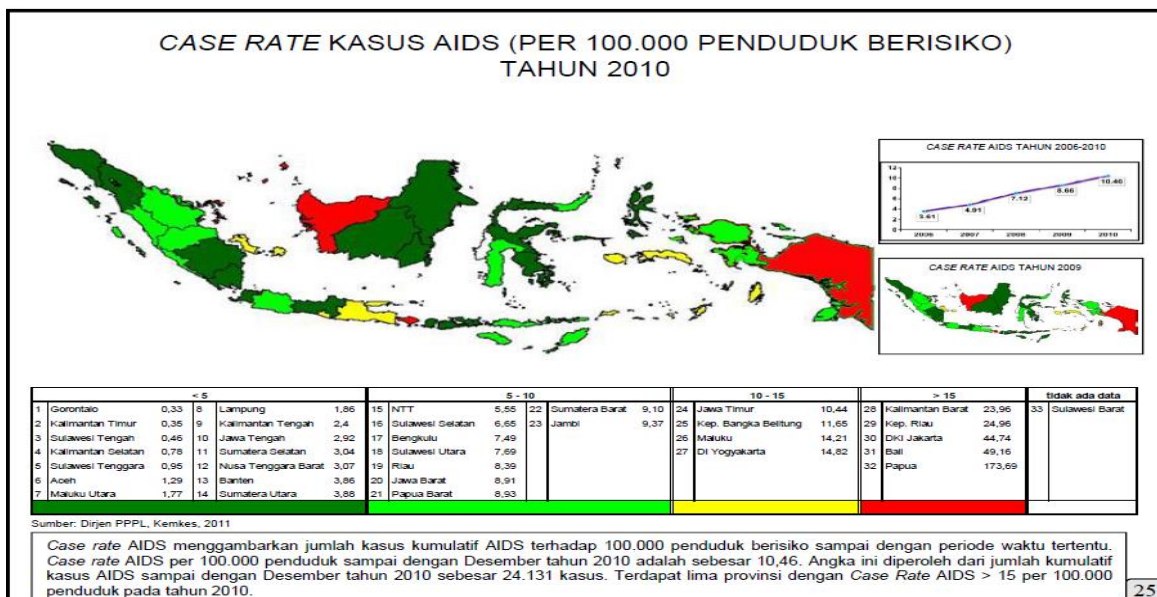 CASE RATE KASUS AIDS (PER 100.000 PENDUDUK BERISIKO)
TAHUN 2010
CASE RATE AIDS TAHUN 2006-2010
12
10
8
6
4
2
0
3.61
4.91
7.12
8.66
10.46
2006 2007 2008 2009 2010
CASE RATE AIDS TAHUN 2009
< 5 5 - 10 10 - 15 > 15 tidak ada data
1 Gorontalo 0,33 8 Lampung 1,86 15 NTT 5,55 22 Sumatera Barat 9,10 24 Jawa Timur 10,44 28 Kalimantan Barat 23,96 33 Sulawesi Barat
2 Kalimantan Timur 0,35 9 Kalimantan Tengah 2,4 16 Sulawesi Selatan 6,65 23 Jambi 9,37 25 Kep. Bangka Belitung 11,65 29 Kep. Riau 24,96
3 Sulawesi Tengah 0,46 10 Jawa Tengah 2,92 17 Bengkulu 7,49 26 Maluku 14,21 30 DKI Jakarta 44,74
4 Kalimantan Selatan 0,78 11 Sumatera Selatan 3,04 18 Sulawesi Utara 7,69 27 DI Yogyakarta 14,82 31 Bali 49,16
5 Sulawesi Tenggara 0,95 12 Nusa Tenggara Barat 3,07 19 Riau 8,39 32 Papua 173,69
6 Aceh 1,29 13 Banten 3,86 20 Jawa Barat 8,91
7 Maluku Utara 1,77 14 Sumatera Utara 3,88 21 Papua Barat 8,93
Sumber: Dirjen PPPL, Kemkes, 2011
Case rate AIDS menggambarkan jumlah kasus kumulatif AIDS terhadap 100.000 penduduk berisiko sampai dengan periode waktu tertentu.
Case rate AIDS per 100.000 penduduk sampai dengan Desember tahun 2010 adalah sebesar 10,46. Angka ini diperoleh dari jumlah kumulatif
kasus AIDS sampai dengan Desember tahun 2010 sebesar 24.131 kasus. Terdapat lima provinsi dengan Case Rate AIDS > 15 per 100.000
penduduk pada tahun 2010.
25